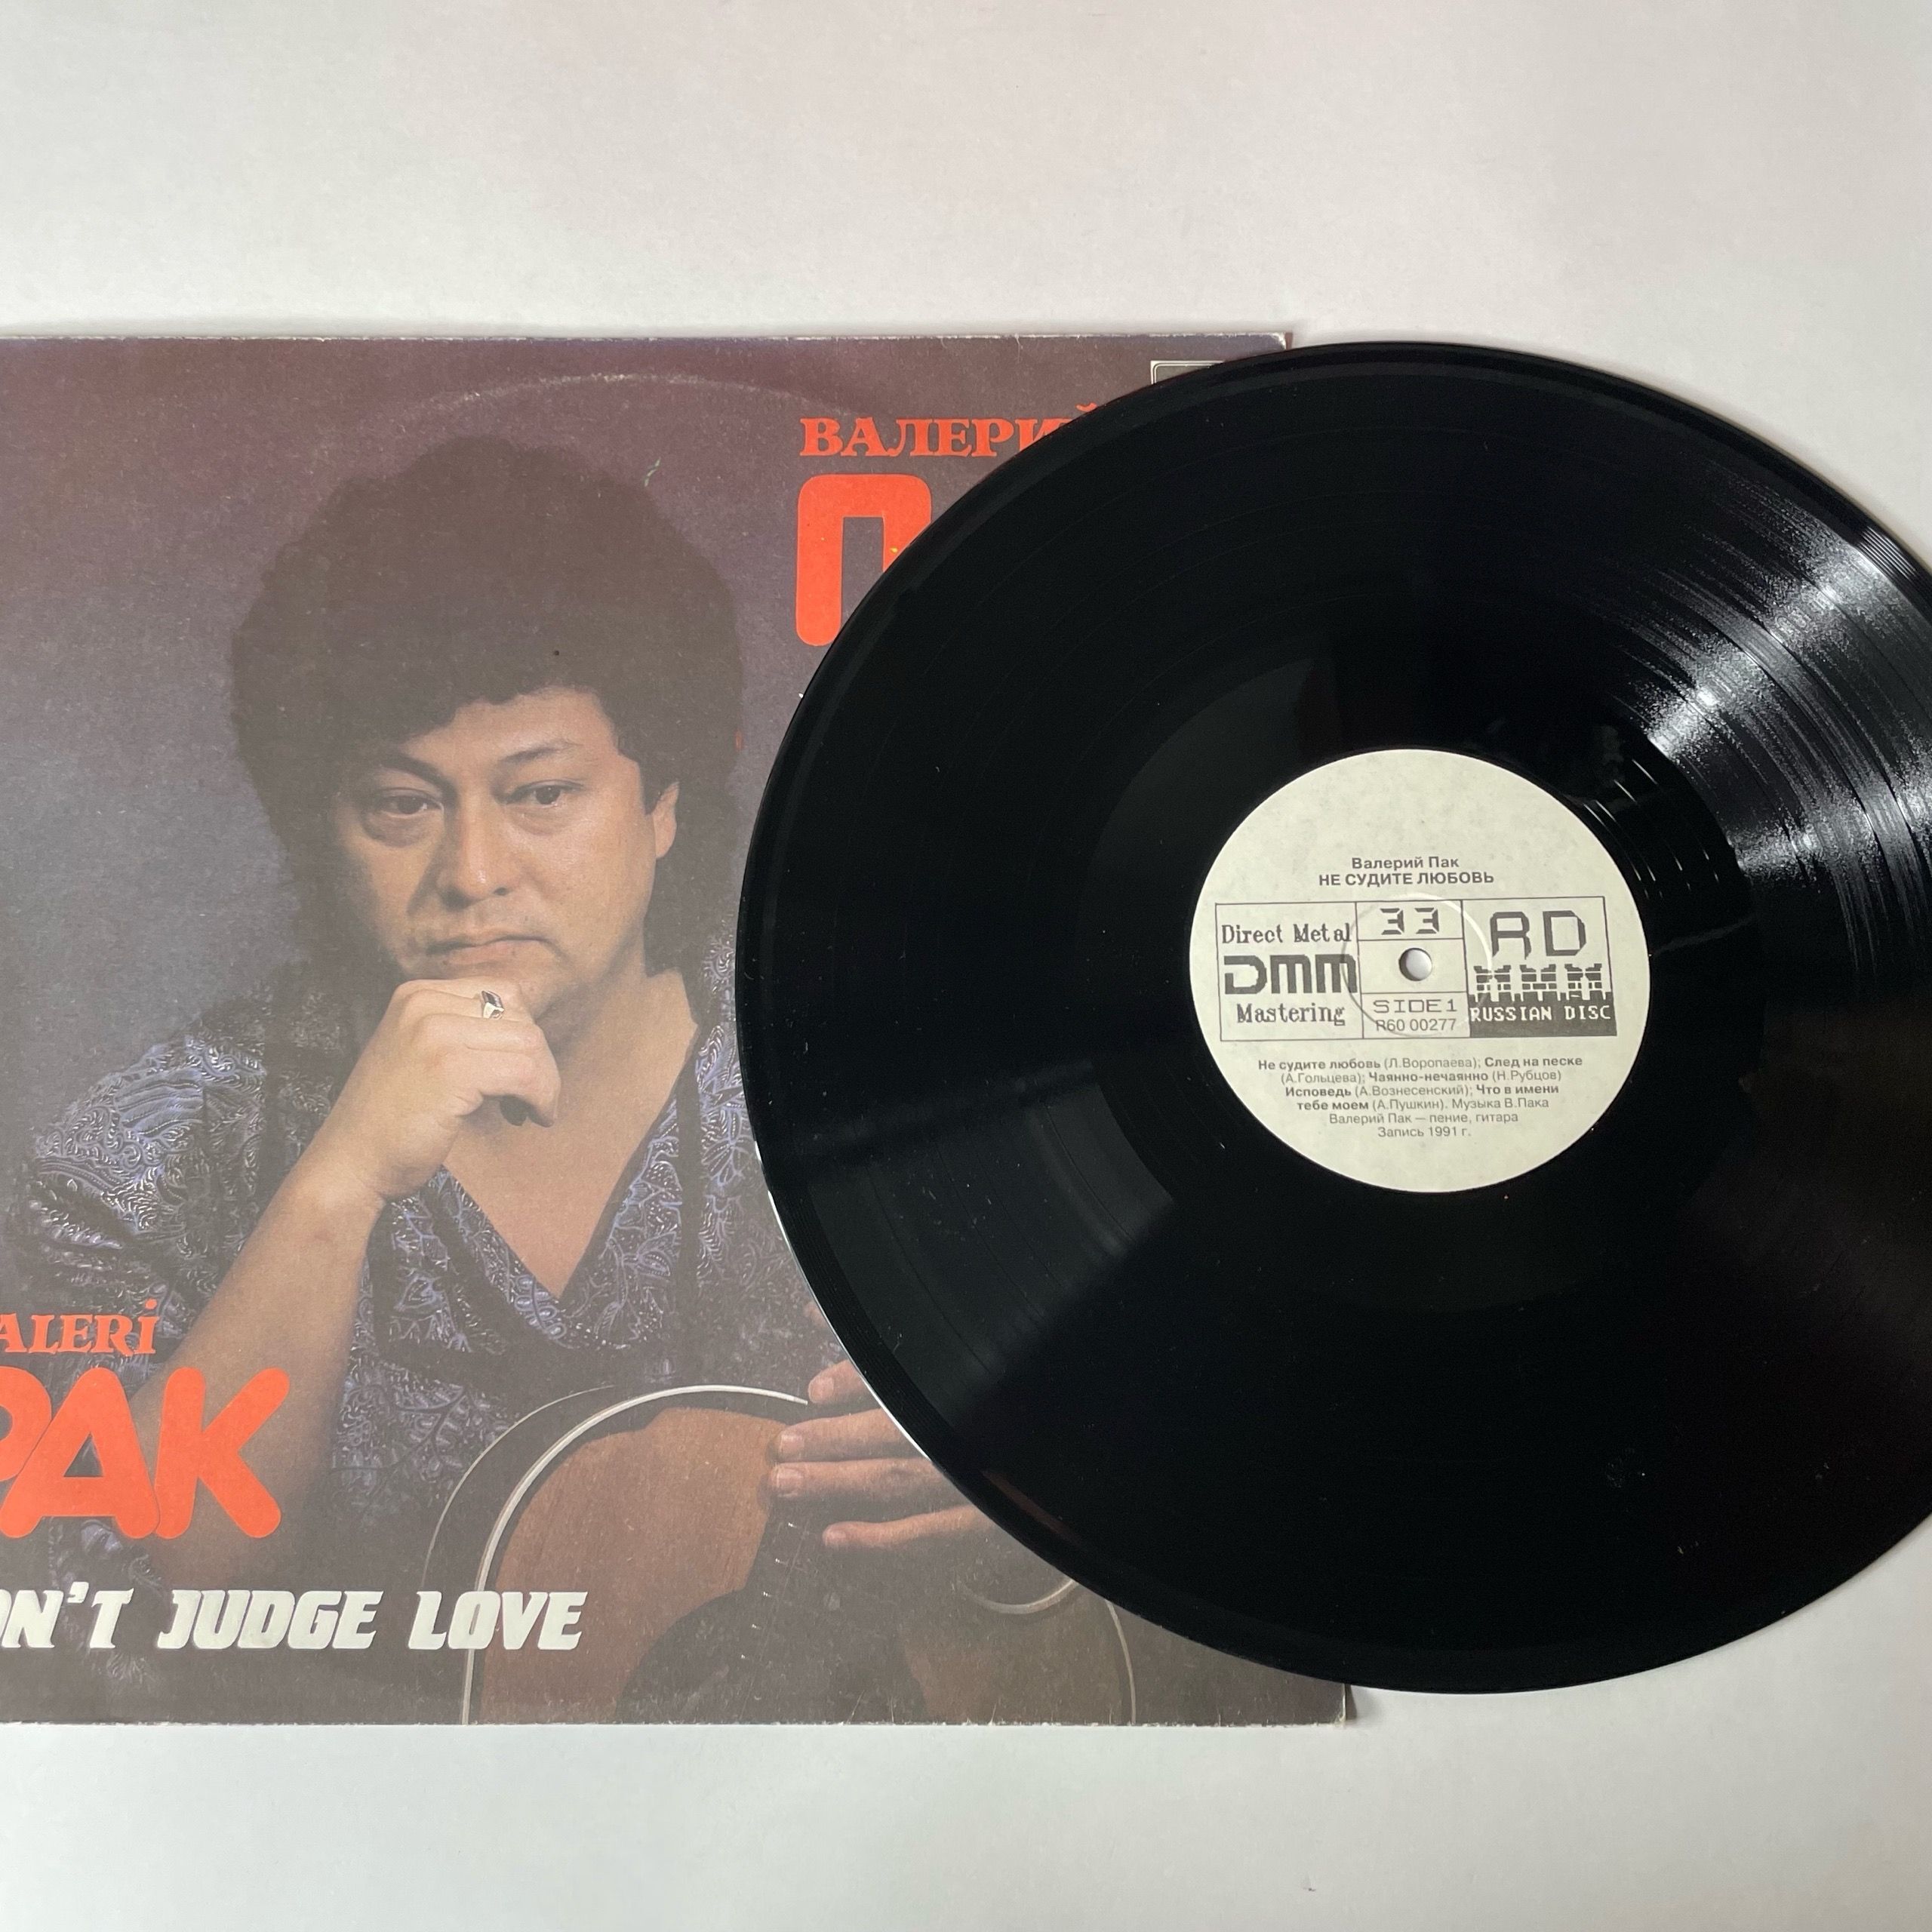 ВАЛЕРИЙ
ALERİ
PAK
ON'T JUDGE LOVE
Валерий Пак
НЕ СУДИТЕ ЛЮБОВЬ
Direct Metal
DMM
Mastering
33
SIDE 1
R60 00277
RD
RUSSIAN DISC
Не судите любовь (Л.Воропаева); След на песке
(А.Гольцева); Чаянно-нечаянно (Н.Рубцов)
Исповедь (А.Вознесенский); Что в имени
тебе моем (А.Пушкин). Музыка В.Пака
Валерий Пак — пение, гитара
Запись 1991 г.